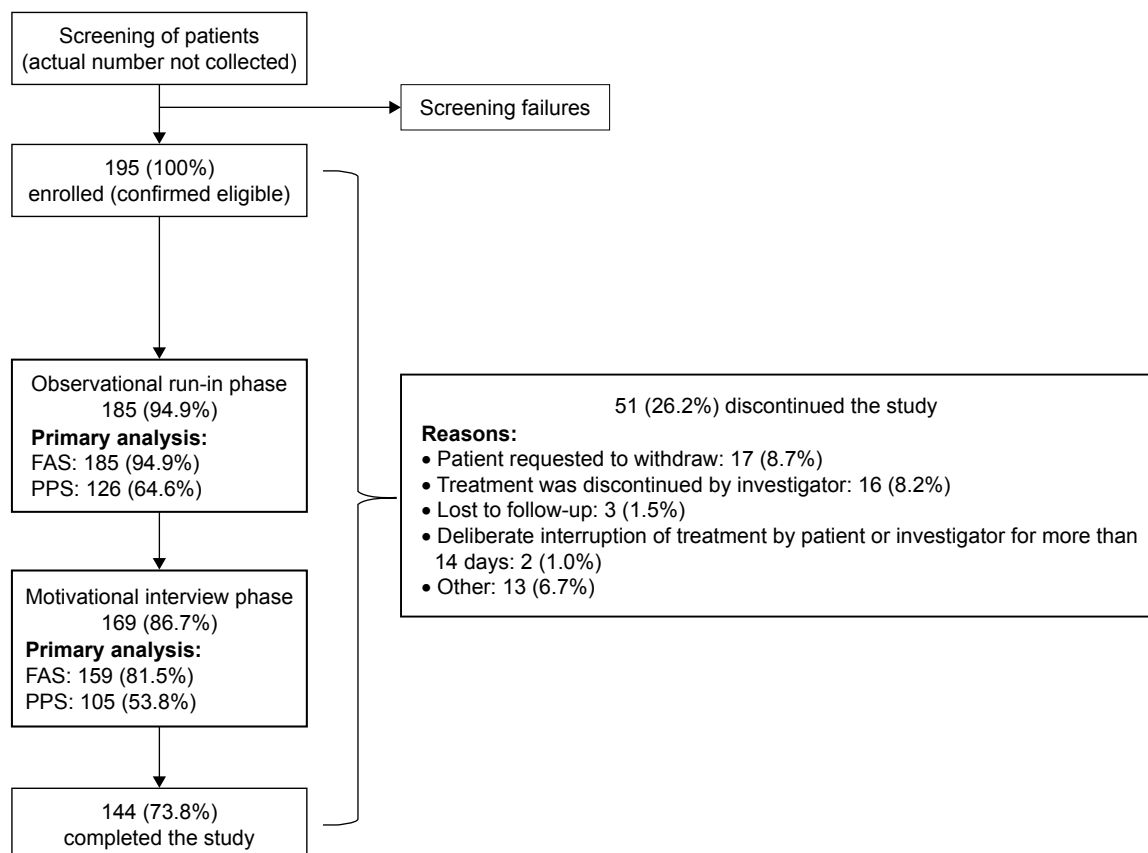 Screening of patients
(actual number not collected)
Screening failures
195 (100%)
enrolled (confirmed eligible)
Observational run-in phase
185 (94.9%)
Primary analysis:
FAS: 185 (94.9%)
PPS: 126 (64.6%)
51 (26.2%) discontinued the study
Reasons:
• Patient requested to withdraw: 17 (8.7%)
• Treatment was discontinued by investigator: 16 (8.2%)
• Lost to follow-up: 3 (1.5%)
• Deliberate interruption of treatment by patient or investigator for more than
14 days: 2 (1.0%)
• Other: 13 (6.7%)
Motivational interview phase
169 (86.7%)
Primary analysis:
FAS: 159 (81.5%)
PPS: 105 (53.8%)
144 (73.8%)
completed the study